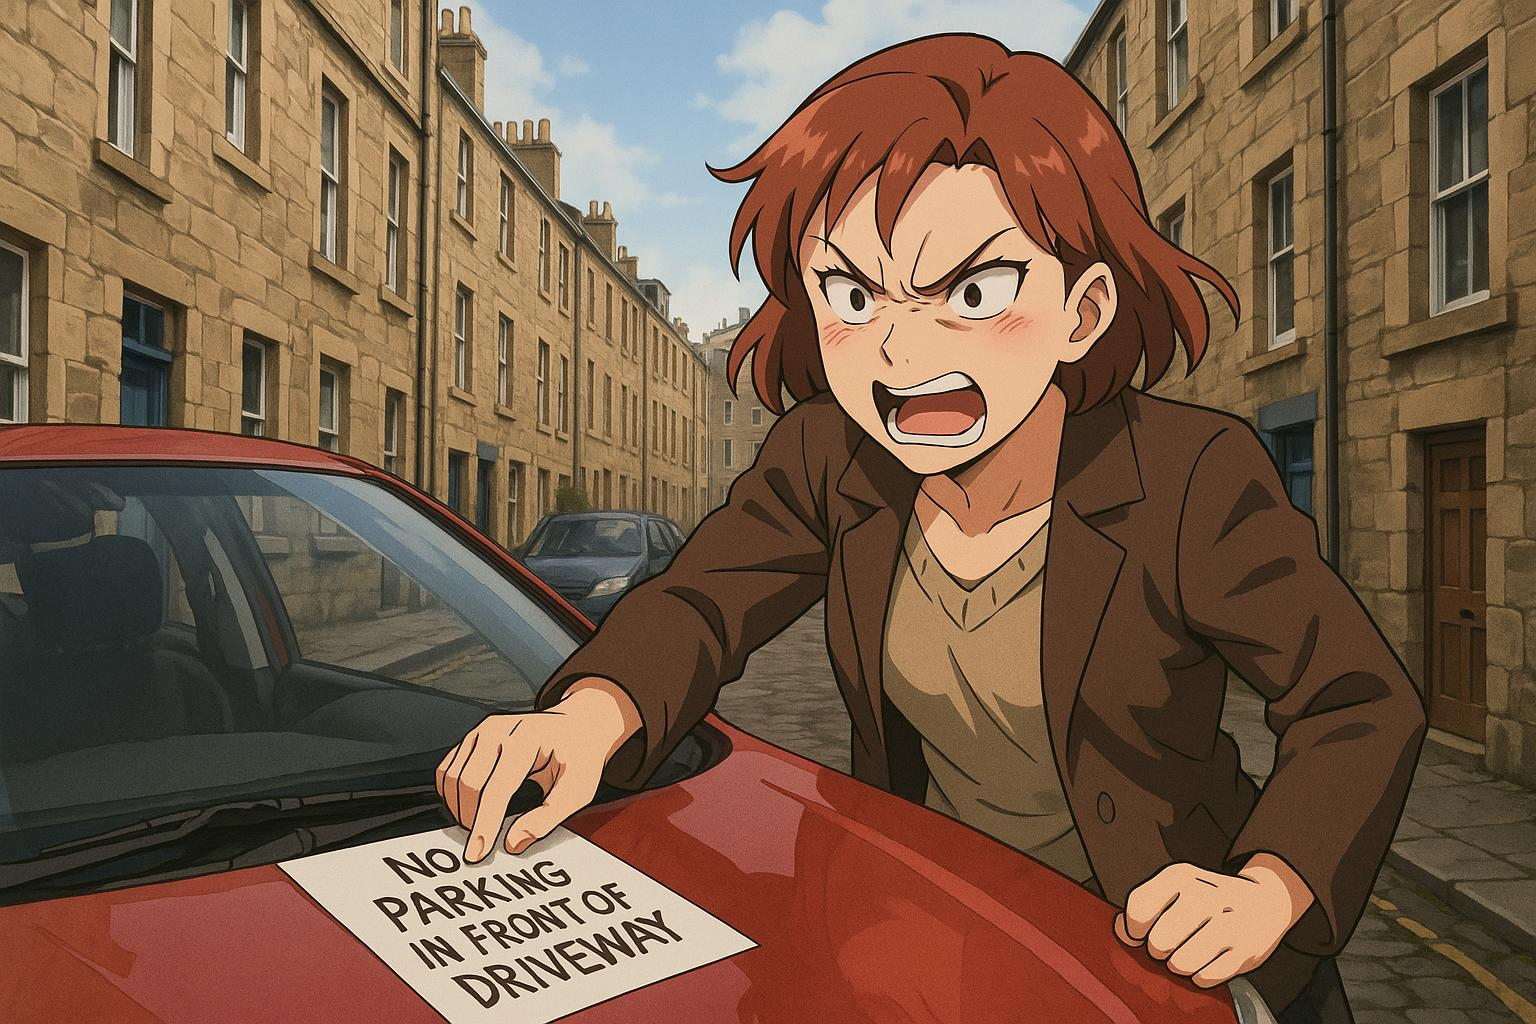 NO
PARKING
IN FRONT OF
DRIVEWAY